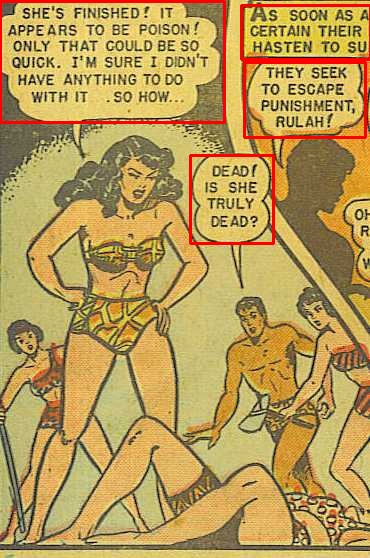 SHE'S FINISHED! IT
APPEARS TO BE POISON!
ONLY THAT COULD BE SO
QUICK. I'M SURE I DIDN'T
HAVE ANYTHING TO DO
WITH IT . SO HOW...
DEAD!
IS SHE
TRULY
DEAD?
AS SOON AS A
CERTAIN THEIR
HASTEN TO SU
THEY SEEK
TO ESCAPE
PUNISHMENT,
RULAH!
OH
R
W